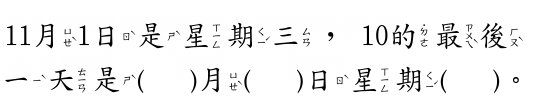 11月1日是星期三，10的最後
一天是(　　)月(　　)日星期(　　)。